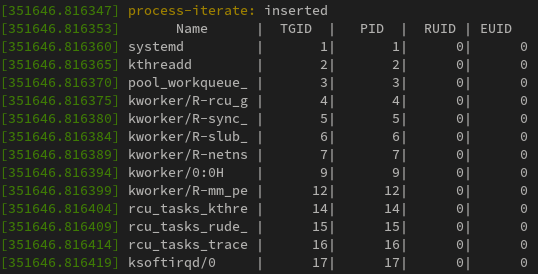 [351646.816347] process-iterate: inserted
[351646.816353]      Name       |  TGID  |   PID  |  RUID |  EUID
[351646.816360] systemd         |       1|       1|      0|      0
[351646.816365] kthreadd        |       2|       2|      0|      0
[351646.816370] pool_workqueue_ |       3|       3|      0|      0
[351646.816375] kworker/R-rcu_g |       4|       4|      0|      0
[351646.816380] kworker/R-sync_ |       5|       5|      0|      0
[351646.816384] kworker/R-slub_ |       6|       6|      0|      0
[351646.816389] kworker/R-netns |       7|       7|      0|      0
[351646.816394] kworker/0:0H    |       9|       9|      0|      0
[351646.816399] kworker/R-mm_pe |      12|      12|      0|      0
[351646.816404] rcu_tasks_kthre |      14|      14|      0|      0
[351646.816409] rcu_tasks_rude_ |      15|      15|      0|      0
[351646.816414] rcu_tasks_trace |      16|      16|      0|      0
[351646.816419] ksoftirqd/0     |      17|      17|      0|      0